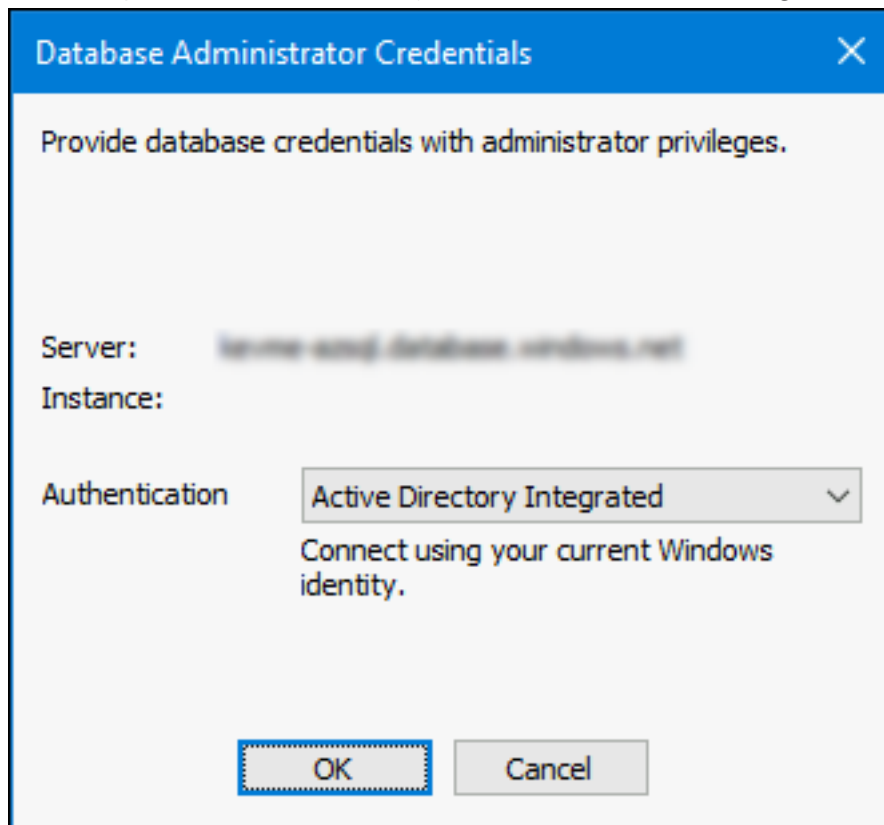 Database Administrator Credentials
Provide database credentials with administrator privileges.
Server:
Instance:
Authentication Active Directory Integrated
Connect using your current Windows
identity.
OK Cancel